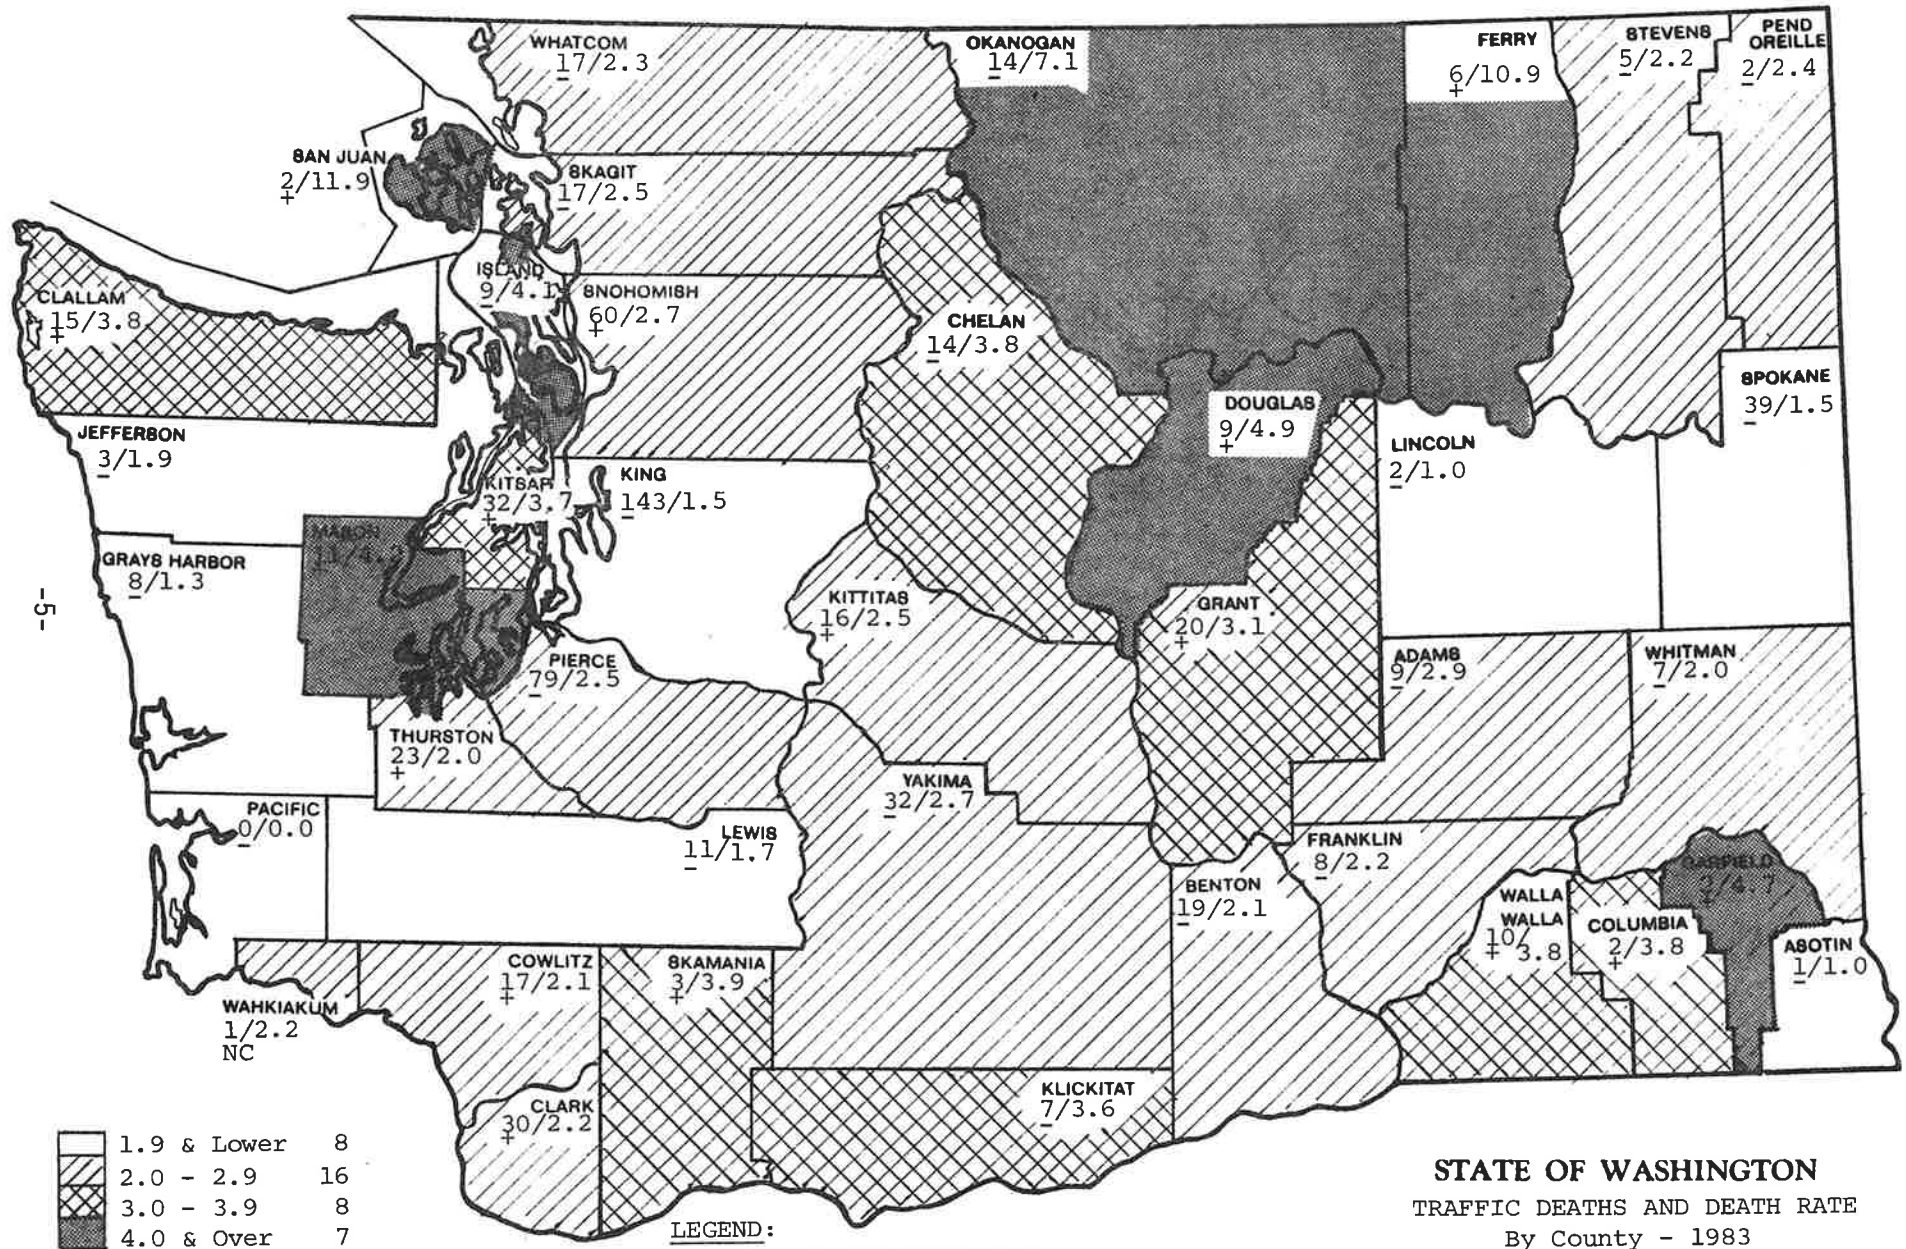 WHATCOM
17/2.3
-
OKANOGAN
14/7.1
-
FERRY
6/10.9
+
STEVENS
5/2.2
-
PEND
OREILLE
2/2.4
-
SAN JUAN
2/11.9
+
SKAGIT
17/2.5
-
ISLAND
9/4.1
-
CLALLAM
15/3.8
+
SNOHOMISH
60/2.7
+
CHELAN
14/3.8
-
DOUGLAS
9/4.9
+
SPOKANE
39/1.5
-
JEFFERSON
3/1.9
-
KITSAP
32/3.7
+
KING
143/1.5
-
LINCOLN
2/1.0
-
MASON
GRAYS HARBOR
8/1.3
-
-5-
KITTITAS
16/2.5
+
GRANT
20/3.1
+
PIERCE
79/2.5
-
ADAMS
9/2.9
-
WHITMAN
7/2.0
-
THURSTON
23/2.0
+
YAKIMA
32/2.7
-
PACIFIC
0/0.0
-
LEWIS
11/1.7
-
FRANKLIN
8/2.2
-
GARFIELD
BENTON
19/2.1
-
WALLA
WALLA
10/
+ 3.8
COLUMBIA
2/3.8
+
ASOTIN
1/1.0
-
COWLITZ
17/2.1
+
SKAMANIA
3/3.9
+
WAHKIAKUM
1/2.2
NC
KLICKITAT
7/3.6
-
CLARK
30/2.2
+
1.9 & Lower 8
2.0 - 2.9 16
3.0 - 3.9 8
4.0 & Over 7
LEGEND:
STATE OF WASHINGTON
TRAFFIC DEATHS AND DEATH RATE
By County - 1983